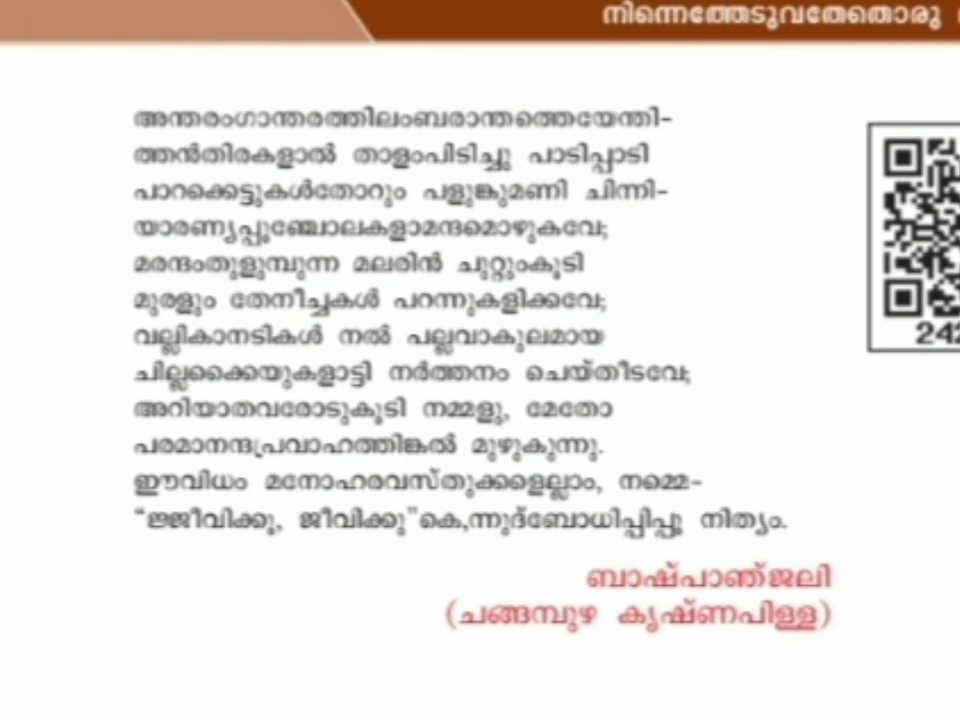 നിന്നെത്തേടുവതേതൊരു
അന്തരംഗാന്തരത്തിലംബരാന്തത്തെയേന്തി-
ത്തൻതിരകളാൽ താളംപിടിച്ചു പാടിപ്പാടി
പാറക്കെട്ടുകൾതോറും പളുങ്കുമണി ചിന്നി-
യാരണ്യപ്പൂഞ്ചോലകളാമന്ദമൊഴുകവേ;
മരന്ദംതുളുമ്പുന്ന മലരിൻ ചുറ്റുംകൂടി
മുരളും തേനീച്ചകൾ പറന്നുകളിക്കവേ;
വല്ലികാനടികൾ നൽ പല്ലവാകുലമായ
ചില്ലക്കൈയുകളാട്ടി നർത്തനം ചെയ്തീടവേ;
അറിയാതവരോടുകൂടി നമ്മളു, മേതോ
പരമാനന്ദപ്രവാഹത്തിങ്കൽ മുഴുകുന്നു.
ഈവിധം മനോഹരവസ്തുക്കളെല്ലാം, നമ്മെ-
“ജ്ജീവിക്കൂ, ജീവിക്കൂ”കെ,ന്നുദ്ബോധിപ്പിപ്പൂ നിത്യം.
ബാഷ്പാഞ്ജലി
(ചങ്ങമ്പുഴ കൃഷ്ണപിള്ള)